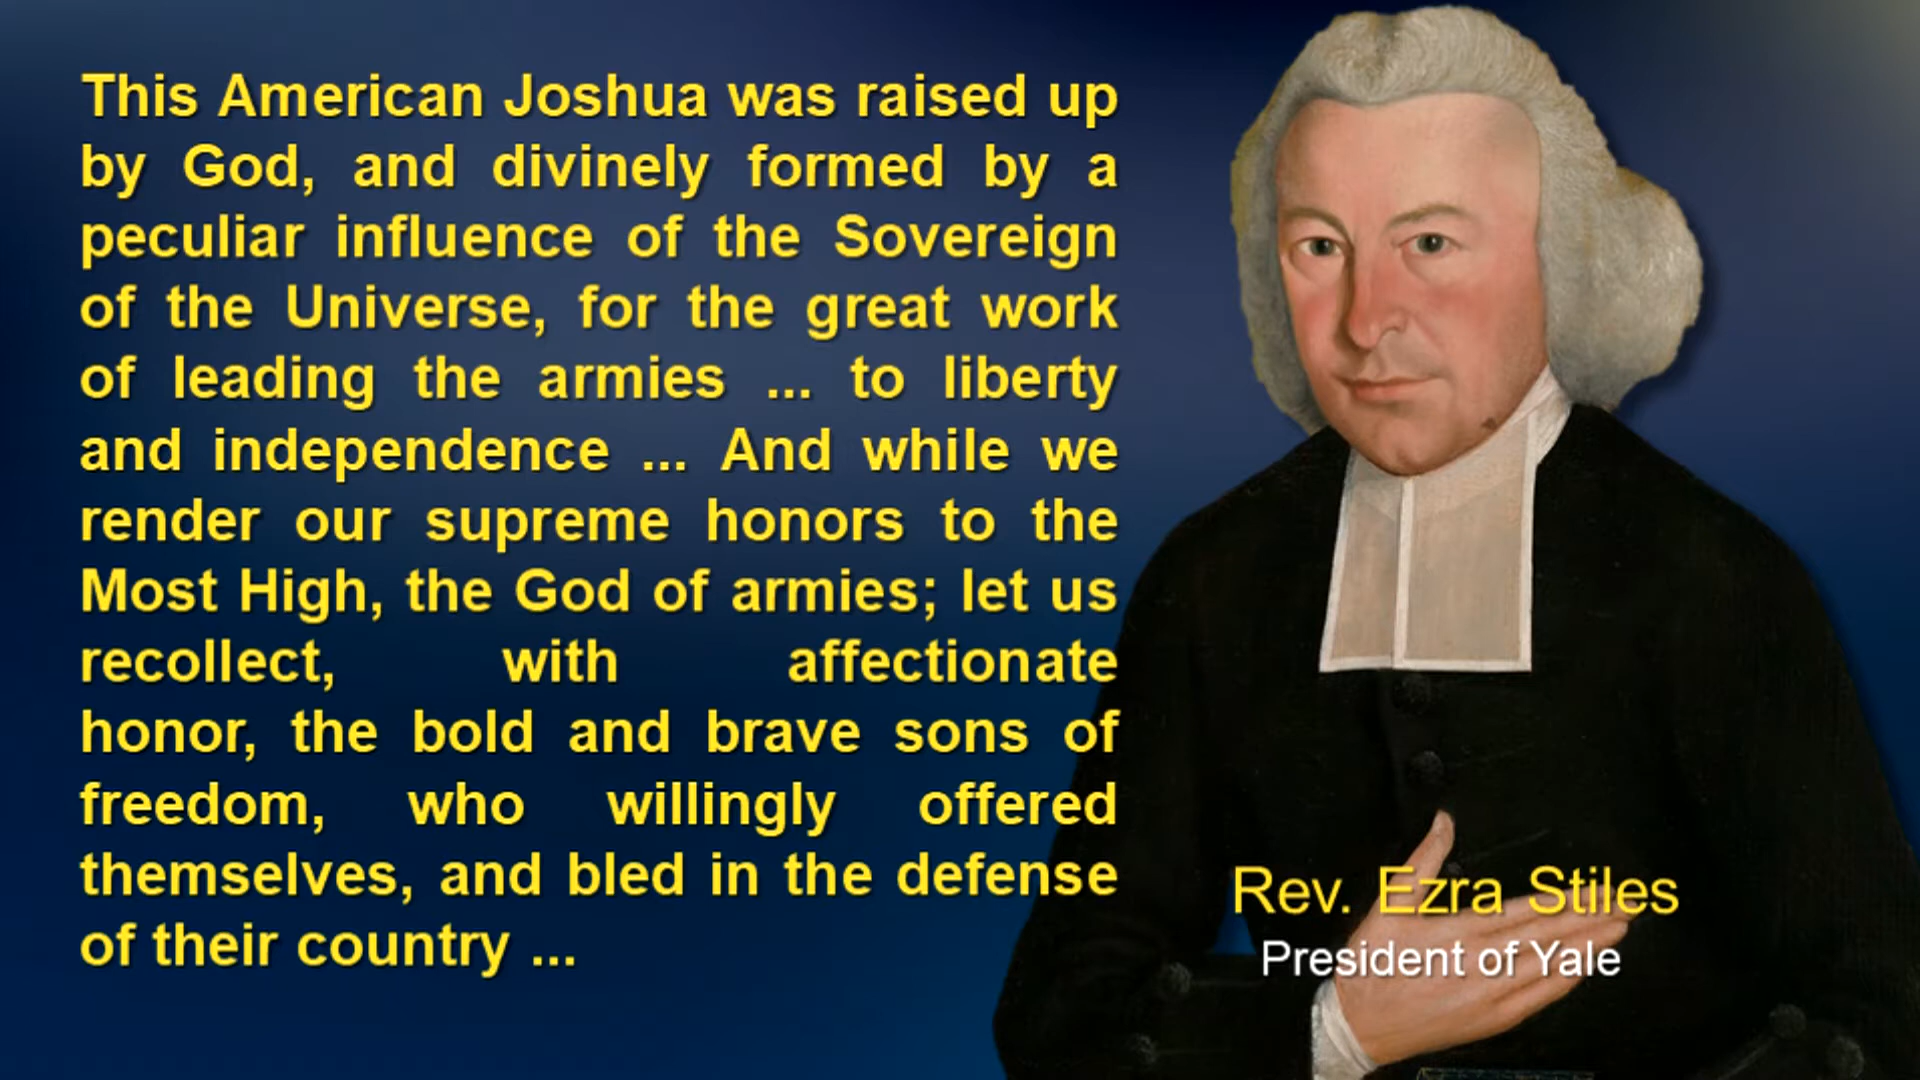 This American Joshua was raised up
by God, and divinely formed by a
peculiar influence of the Sovereign
of the Universe, for the great work
of leading the armies ... to liberty
and independence ... And while we
render our supreme honors to the
Most High, the God of armies; let us
recollect, with affectionate
honor, the bold and brave sons of
freedom, who willingly offered
themselves, and bled in the defense
of their country ...
Rev. Ezra Stiles
President of Yale